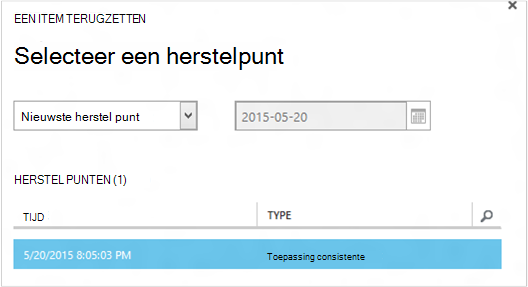 EEN ITEM TERUGZETTEN
Selecteer een herstelpunt
Nieuwste herstel punt
2015-05-20
HERSTEL PUNTEN (1)
TIJD TYPE
5/20/2015 8:05:03 PM Toepassing consistente